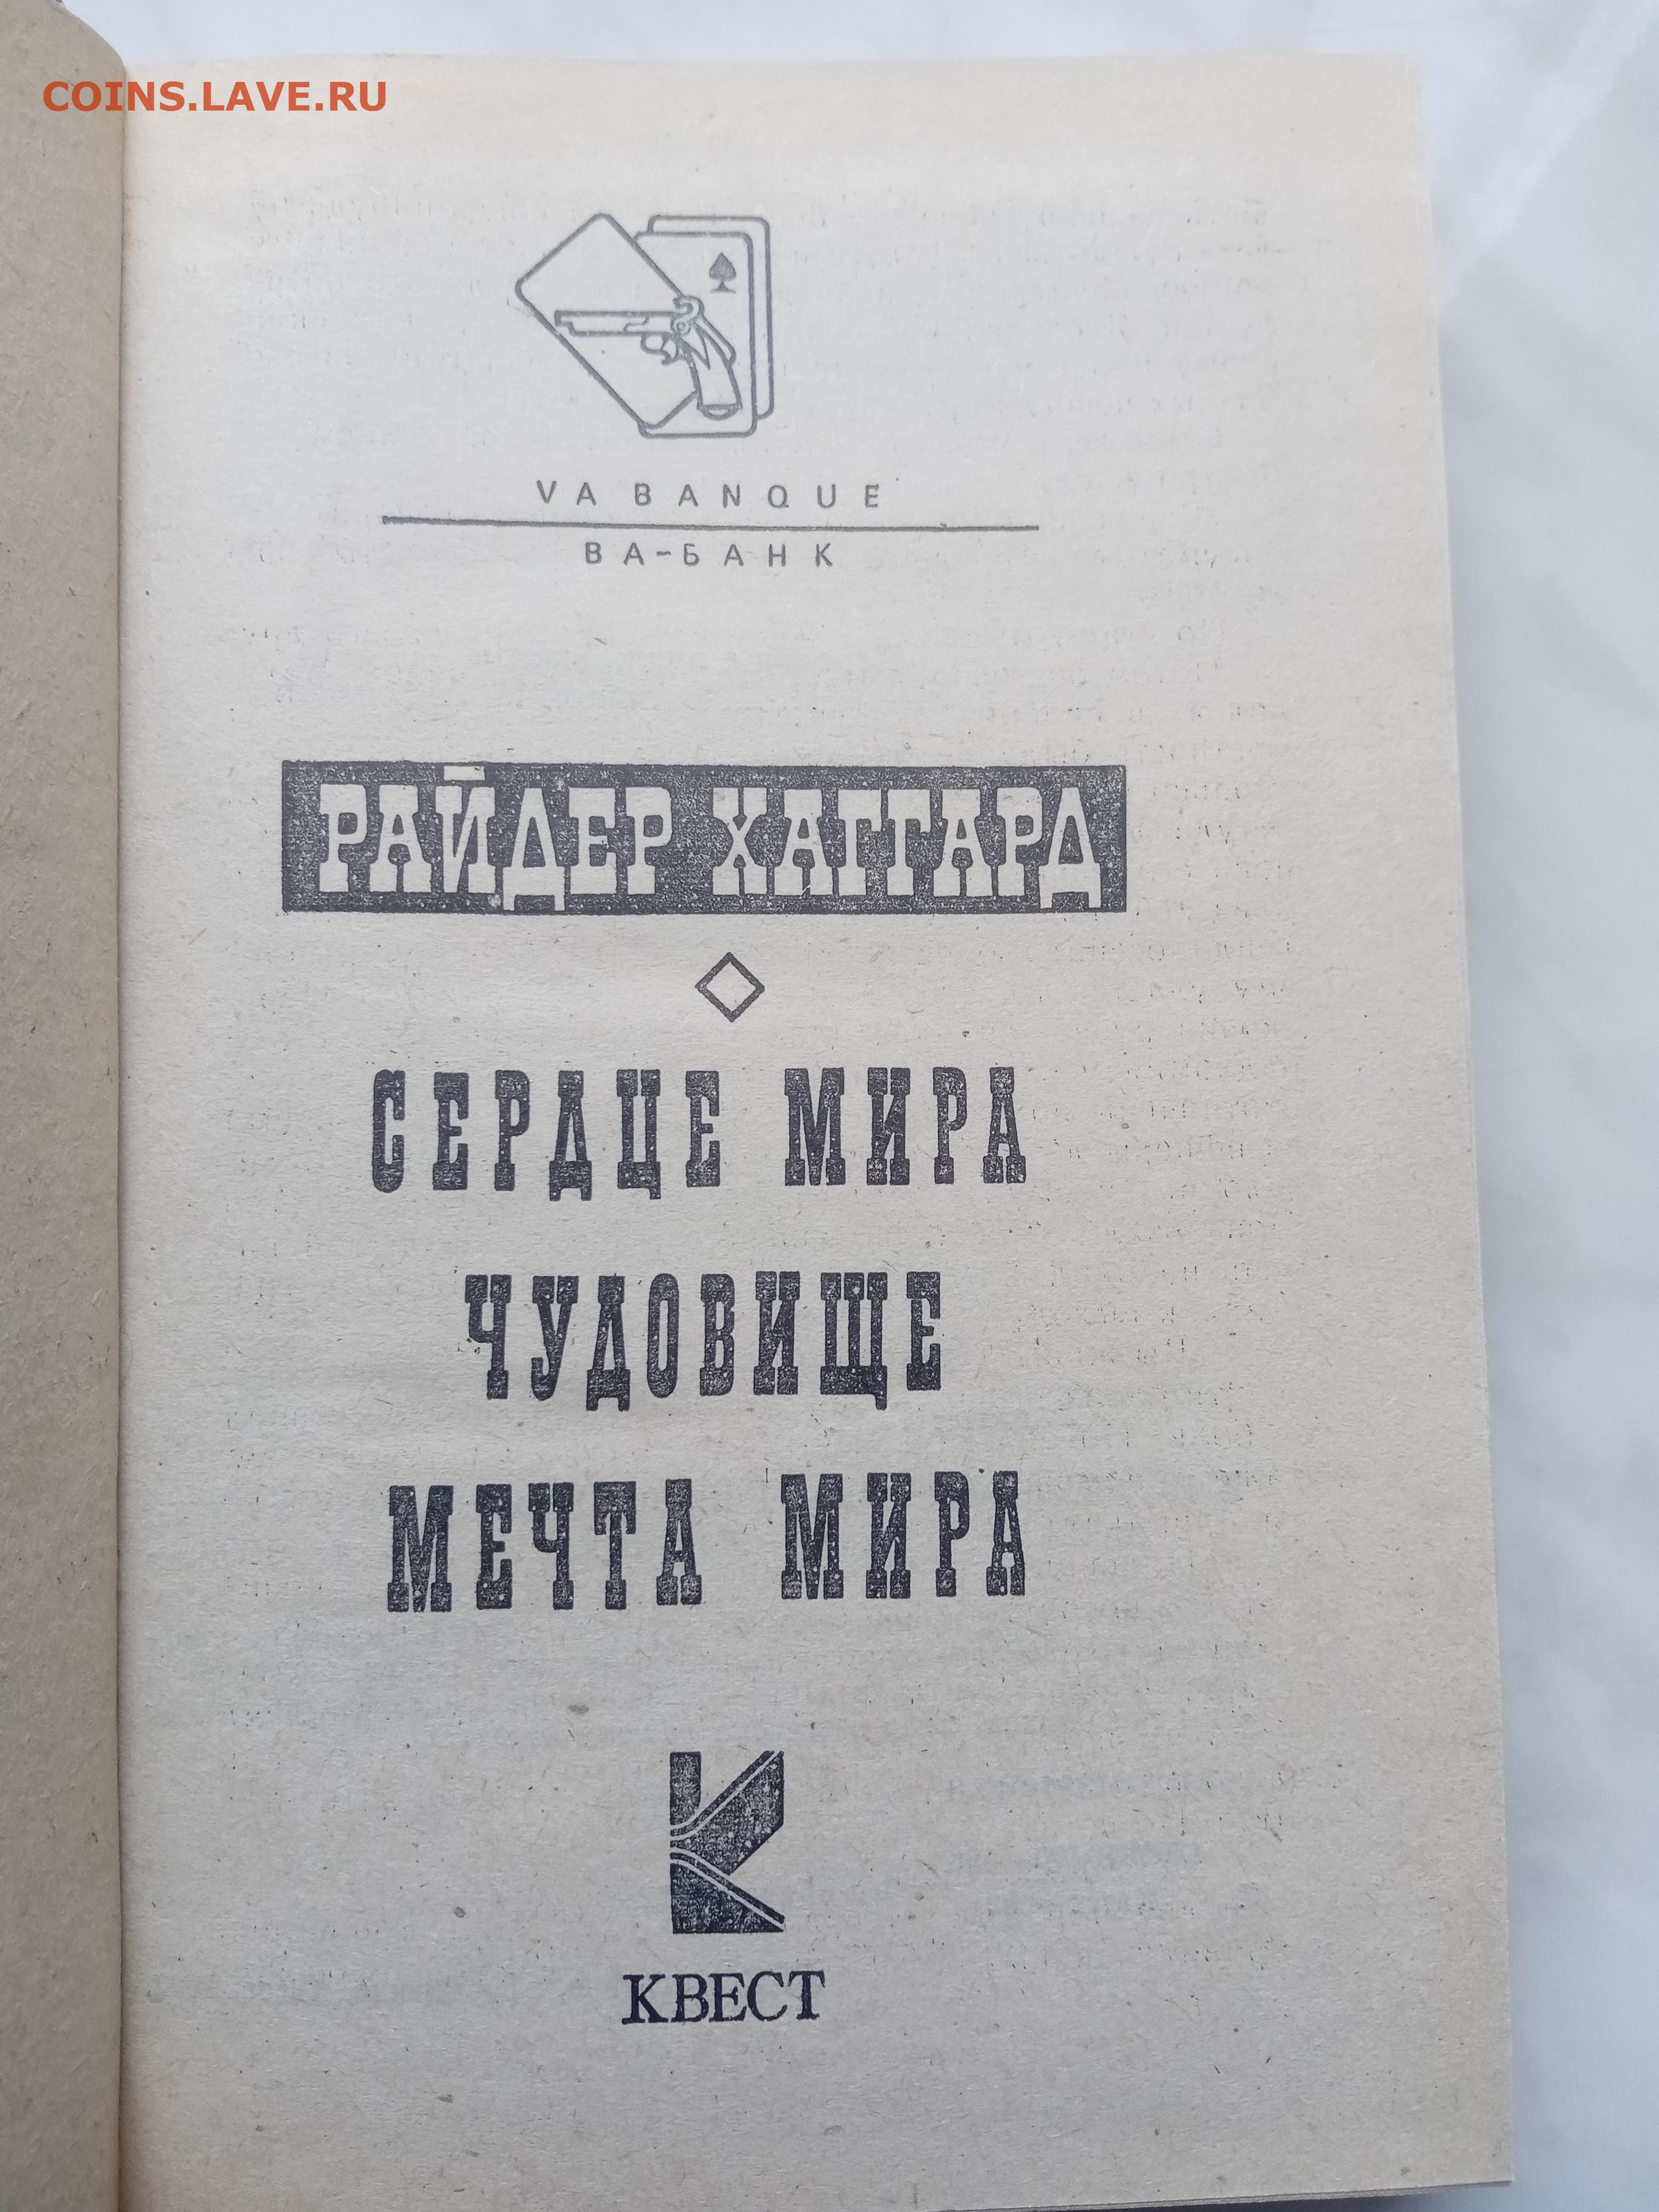 COINS.LAVE.RU
VA BANQUE
ВА-БАНК
РАЙДЕР ХАГГАРД
СЕРДЦЕ МИРА
ЧУДОВИЩЕ
МЕЧТА МИРА
КВЕСТ